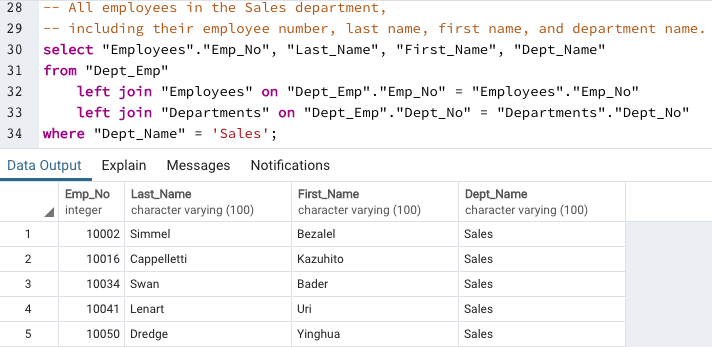 28 -- All employees in the Sales department,
29 -- including their employee number, last name, first name, and department name.
30 select "Employees"."Emp_No", "Last_Name", "First_Name", "Dept_Name"
31 from "Dept_Emp"
32 left join "Employees" on "Dept_Emp"."Emp_No" = "Employees"."Emp_No"
33 left join "Departments" on "Dept_Emp"."Dept_No" = "Departments"."Dept_No"
34 where "Dept_Name" = 'Sales';
Data Output Explain Messages Notifications
Emp_No Last_Name First_Name Dept_Name
integer character varying (100) character varying (100) character varying (100)
1 10002 Simmel Bezalel Sales
2 10016 Cappelletti Kazuhito Sales
3 10034 Swan Bader Sales
4 10041 Lenart Uri Sales
5 10050 Dredge Yinghua Sales